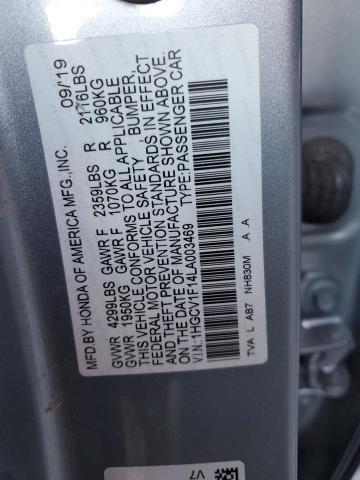 MFD.BY HONDA OF AMERICA MFG.,INC. 09/19
GVWR 4299LBS GAWR F 2359LBS R 2116LBS
GVWR 1950KG GAWR F 1070KG R 960KG
THIS VEHICLE CONFORMS TO ALL APPLICABLE
FEDERAL MOTOR VEHICLE SAFETY, BUMPER,
AND THEFT PREVENTION STANDARDS IN EFFECT
ON THE DATE OF MANUFACTURE SHOWN ABOVE.
V.I.N.:1HGCV1F14LA003469 TYPE:PASSENGER CAR
TVA L AB7 NH830M A A
V7